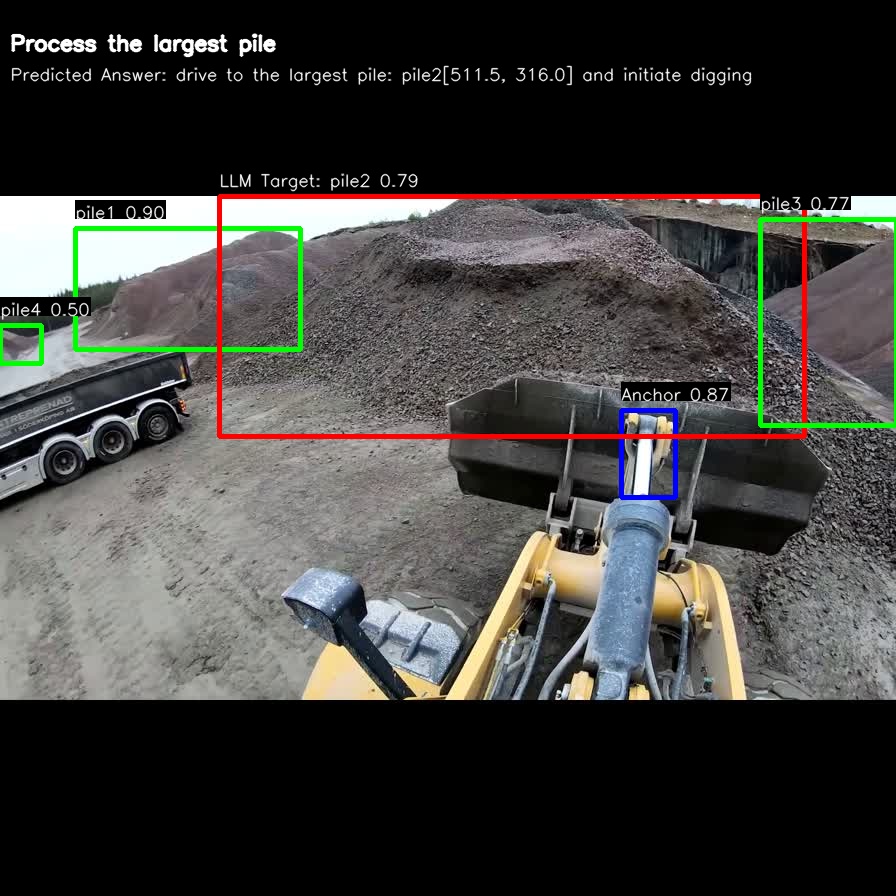 Process the largest pile
Predicted Answer: drive to the largest pile: pile2[511.5, 316.0] and initiate digging
LLM Target: pile2 0.79
pile3 0.77
pile1 0.90
pile4 0.50
Anchor 0.87